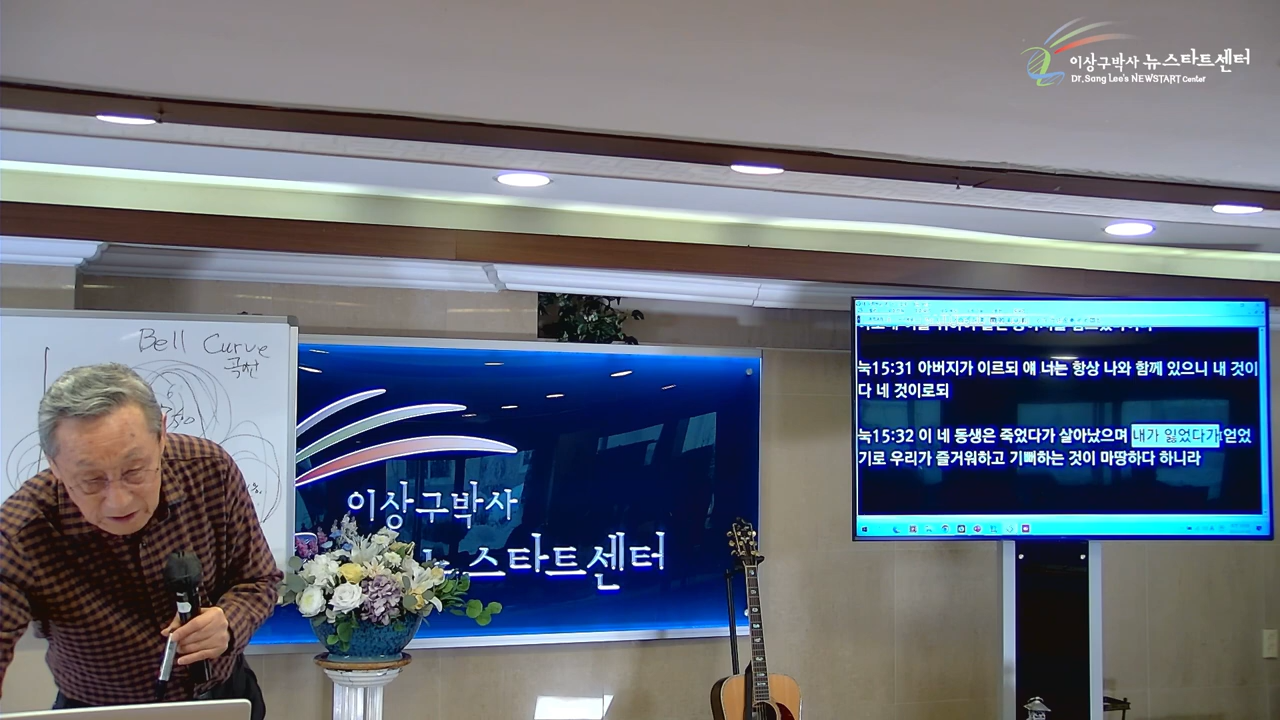 이상구박사 뉴스타트센터
Dr. Sang Lee's NEWSTART Center
Bell Curve
곡선
이상구박사
뉴스타트센터
눅15:31 아버지가 이르되 얘 너는 항상 나와 함께 있으니 내 것이
다 네 것이로되
눅15:32 이 네 동생은 죽었다가 살아났으며 내가 잃었다가 얻었
기로 우리가 즐거워하고 기뻐하는 것이 마땅하다 하니라